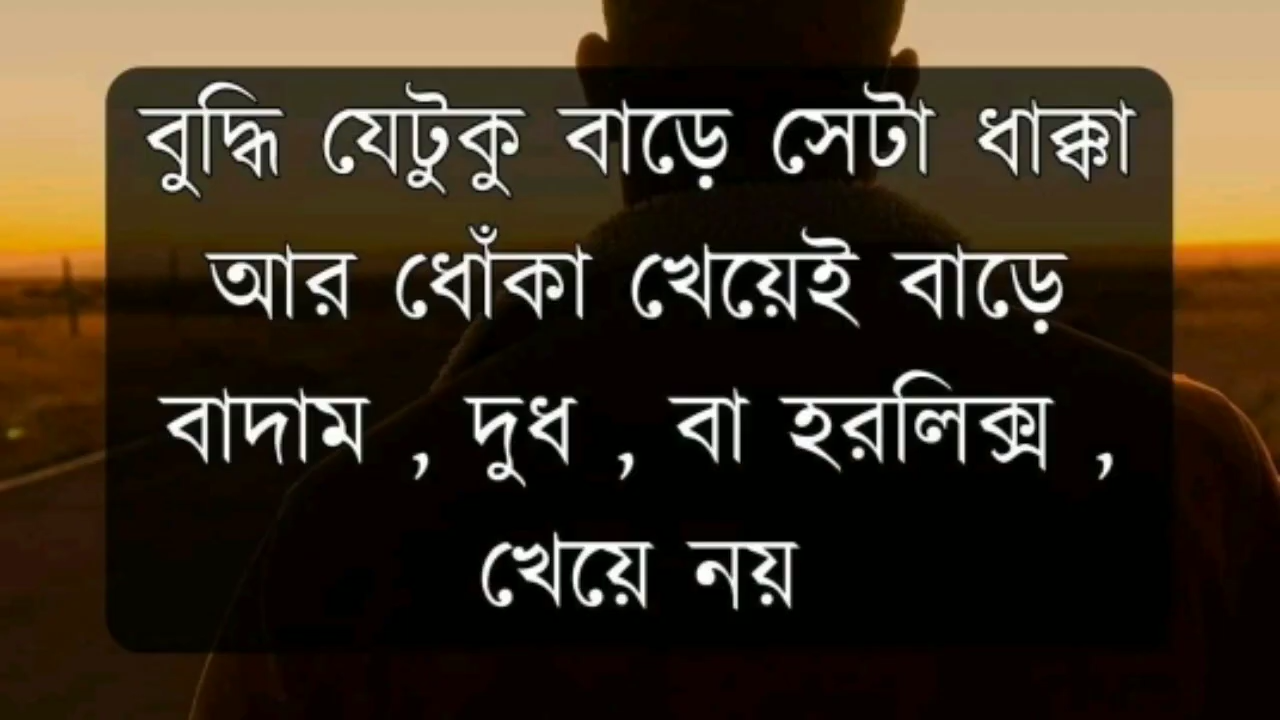 বুদ্ধি যেটুকু বাড়ে সেটা ধাক্কা
আর ধোঁকা খেয়েই বাড়ে
বাদাম , দুধ , বা হরলিক্স ,
খেয়ে নয়